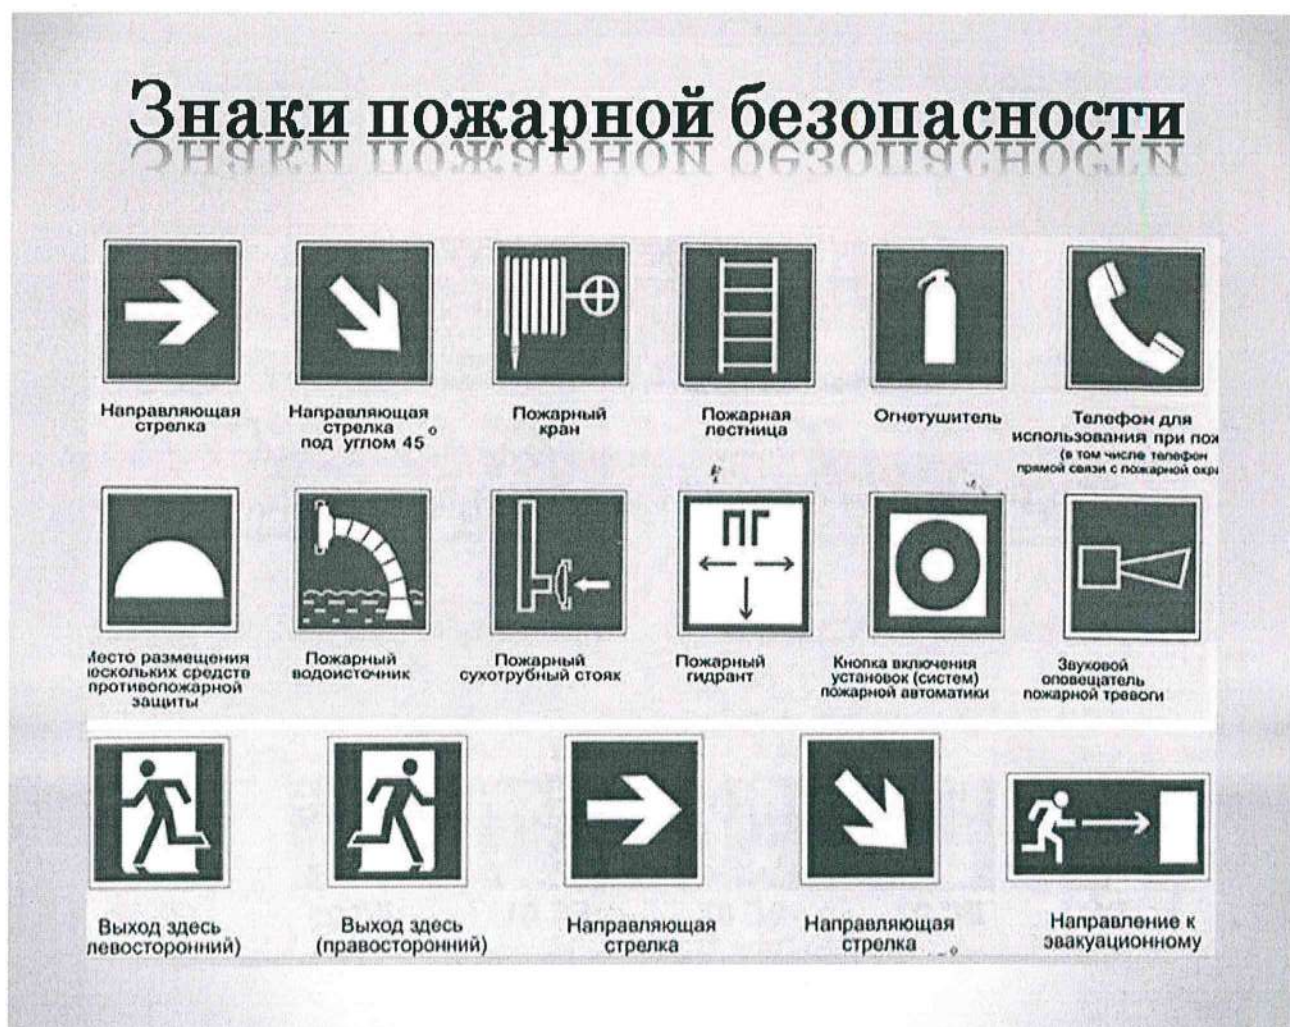 Знаки пожарной безопасности
Направляющая
стрелка
Направляющая
стрелка
под углом 45°
Пожарный
кран
Пожарная
лестница
Огнетушитель
Телефон для
использования при пож
(в том числе телефон
прямой связи с пожарной охра
ПГ
Место размещения
нескольких средств
противопожарной
защиты
Пожарный
водоисточник
Пожарный
сухотрубный стояк
Пожарный
гидрант
Кнопка включения
установок (систем)
пожарной автоматики
Звуковой
оповещатель
пожарной тревоги
Выход здесь
левосторонний)
Выход здесь
(правосторонний)
Направляющая
стрелка
Направляющая
стрелка °
Направление к
эвакуационному